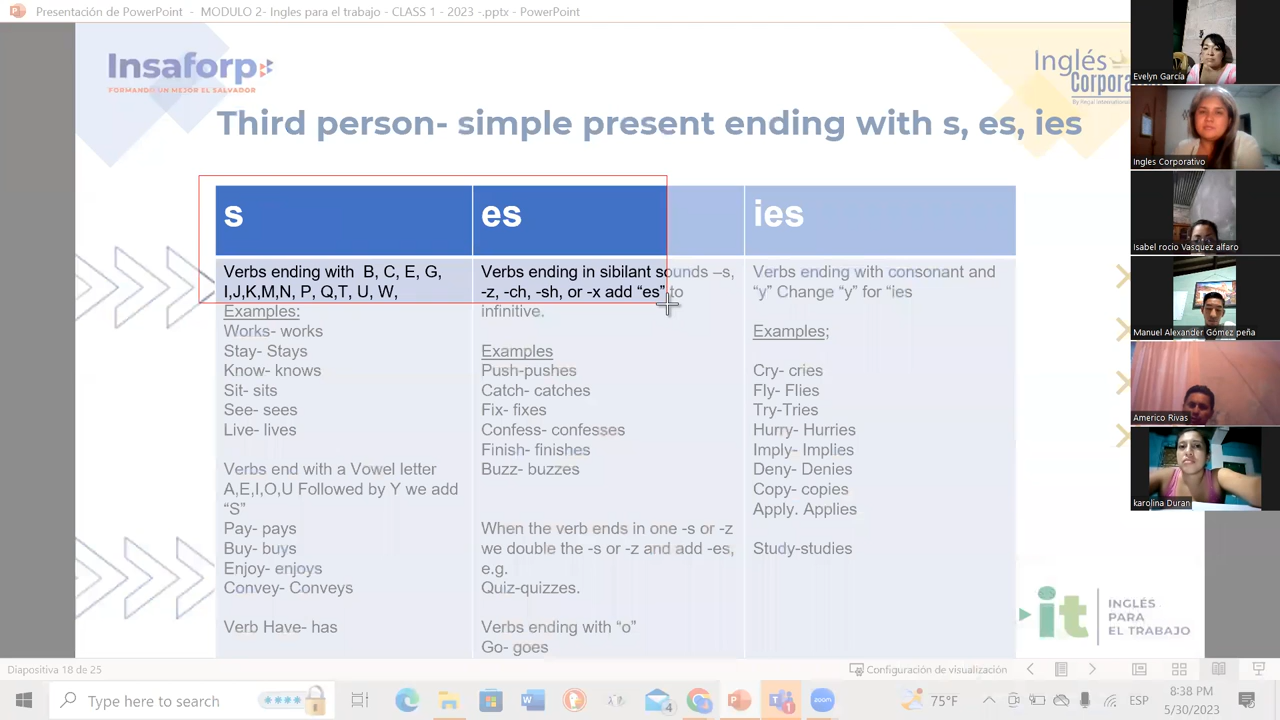 Presentación de PowerPoint - MODULO 2- Ingles para el trabajo - CLASS 1 - 2023 -.pptx - PowerPoint
Insaforp
FORMANDO UN MEJOR EL SALVADOR
Inglés
Corpora
Third person- simple present ending with s, es, ies
s
Verbs ending with B, C, E, G,
I,J,K,M,N, P, Q,T, U, W,
Examples:
Works- works
Stay- Stays
Know- knows
Sit- sits
See- sees
Live- lives
Verbs end with a Vowel letter
A,E,I,O,U Followed by Y we add
“S”
Pay- pays
Buy- buys
Enjoy- enjoys
Convey- Conveys
Verb Have- has
es
Verbs ending in sibilant sounds –s,
-z, -ch, -sh, or -x add “es” to
infinitive.
Examples
Push-pushes
Catch- catches
Fix- fixes
Confess- confesses
Finish- finishes
Buzz- buzzes
When the verb ends in one -s or -z
we double the -s or -z and add -es,
e.g.
Quiz-quizzes.
Verbs ending with “o”
Go- goes
ies
Verbs ending with consonant and
“y” Change “y” for “ies
Examples;
Cry- cries
Fly- Flies
Try-Tries
Hurry- Hurries
Imply- Implies
Deny- Denies
Copy- copies
Apply. Applies
Study-studies
it
INGLÉS
PARA
EL TRABAJO
Evelyn García
Ingles Corporativo
Isabel rocio Vasquez alfaro
Manuel Alexander Gómez peña
Americo Rivas
karolina Duran
Diapositiva 18 de 25
Configuración de visualización
Type here to search
4
75°F
ESP
8:38 PM
5/30/2023